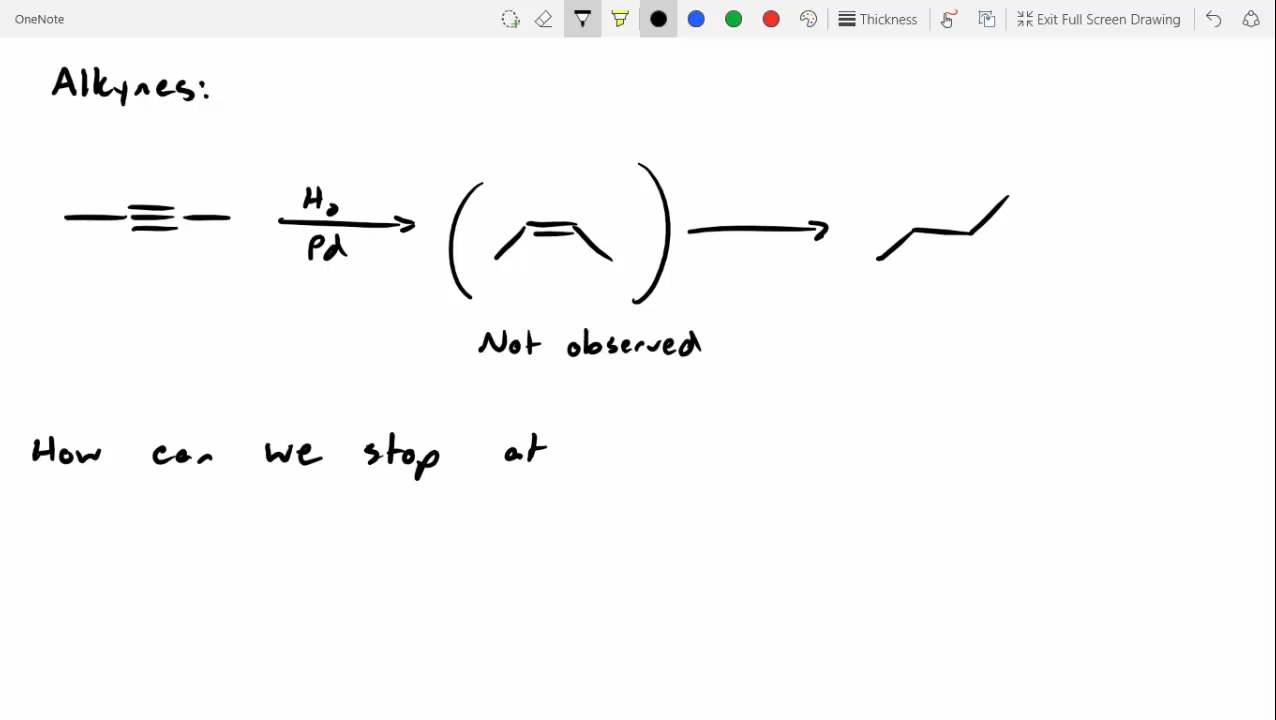 OneNote
Thickness
Exit Full Screen Drawing
Alkynes:
H₂
Pd
Not observed
How can we stop at